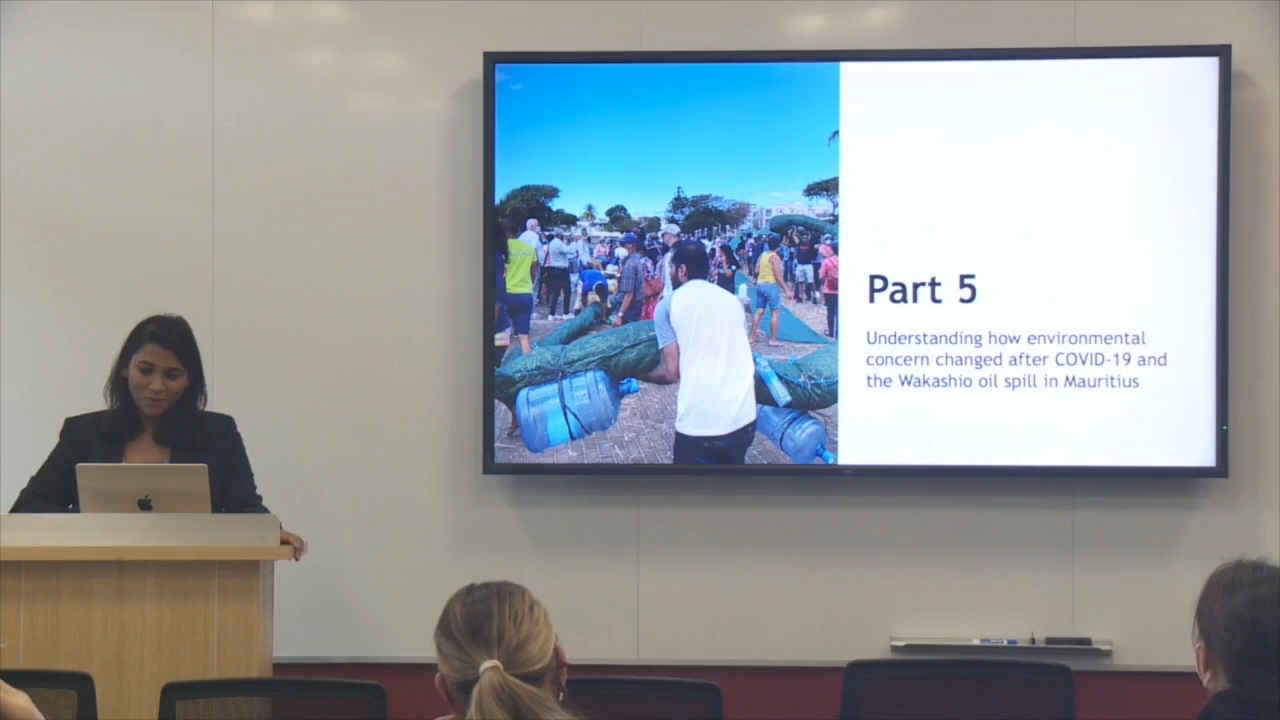 Part 5
Understanding how environmental
concern changed after COVID-19 and
the Wakashio oil spill in Mauritius